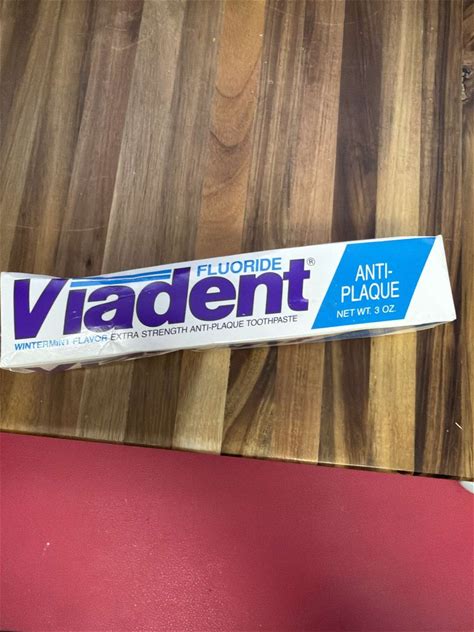 FLUORIDE
Viadent®
WINTERMINT FLAVOR EXTRA STRENGTH ANTI-PLAQUE TOOTHPASTE
ANTI-
PLAQUE
NET WT. 3 OZ.